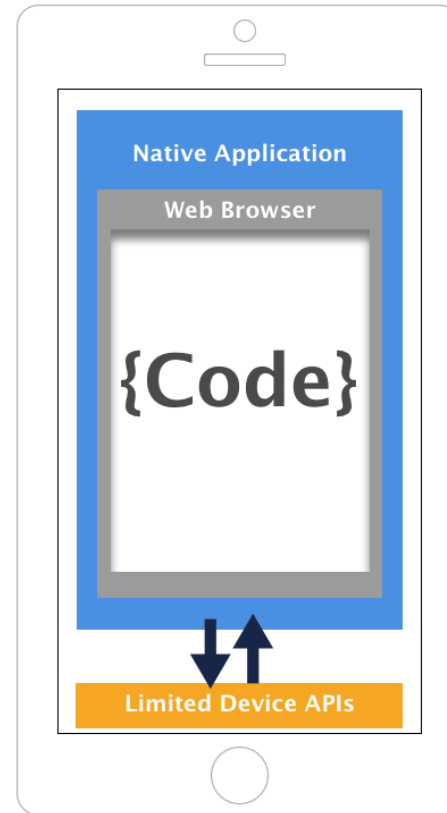 Native Application
Web Browser
{Code}
Limited Device APIs